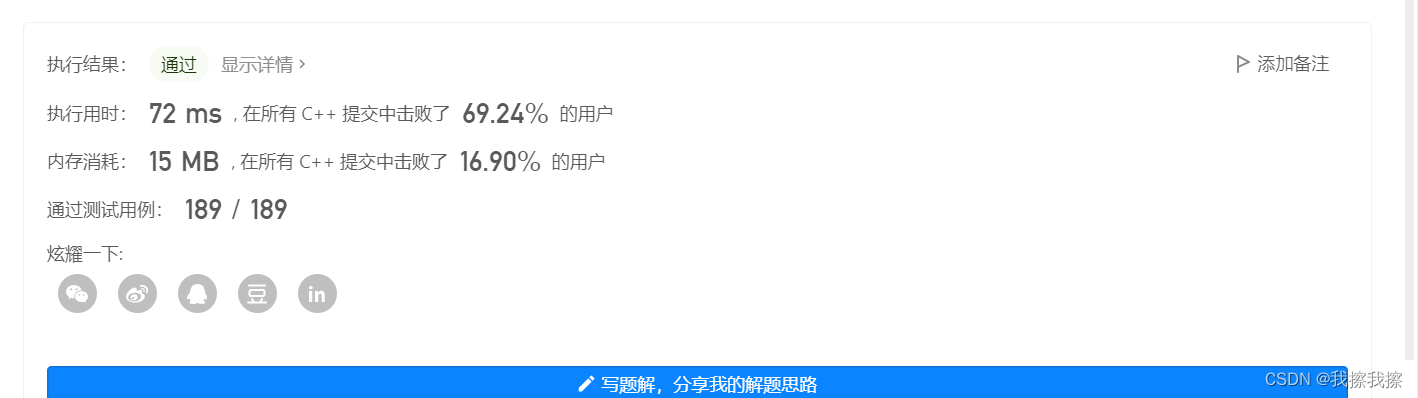 执行结果： 通过 显示详情 › 添加备注
执行用时： 72 ms , 在所有 C++ 提交中击败了 69.24% 的用户
内存消耗： 15 MB , 在所有 C++ 提交中击败了 16.90% 的用户
通过测试用例： 189 / 189
炫耀一下:
豆 in
写题解，分享我的解题思路
CSDN @我擦我擦